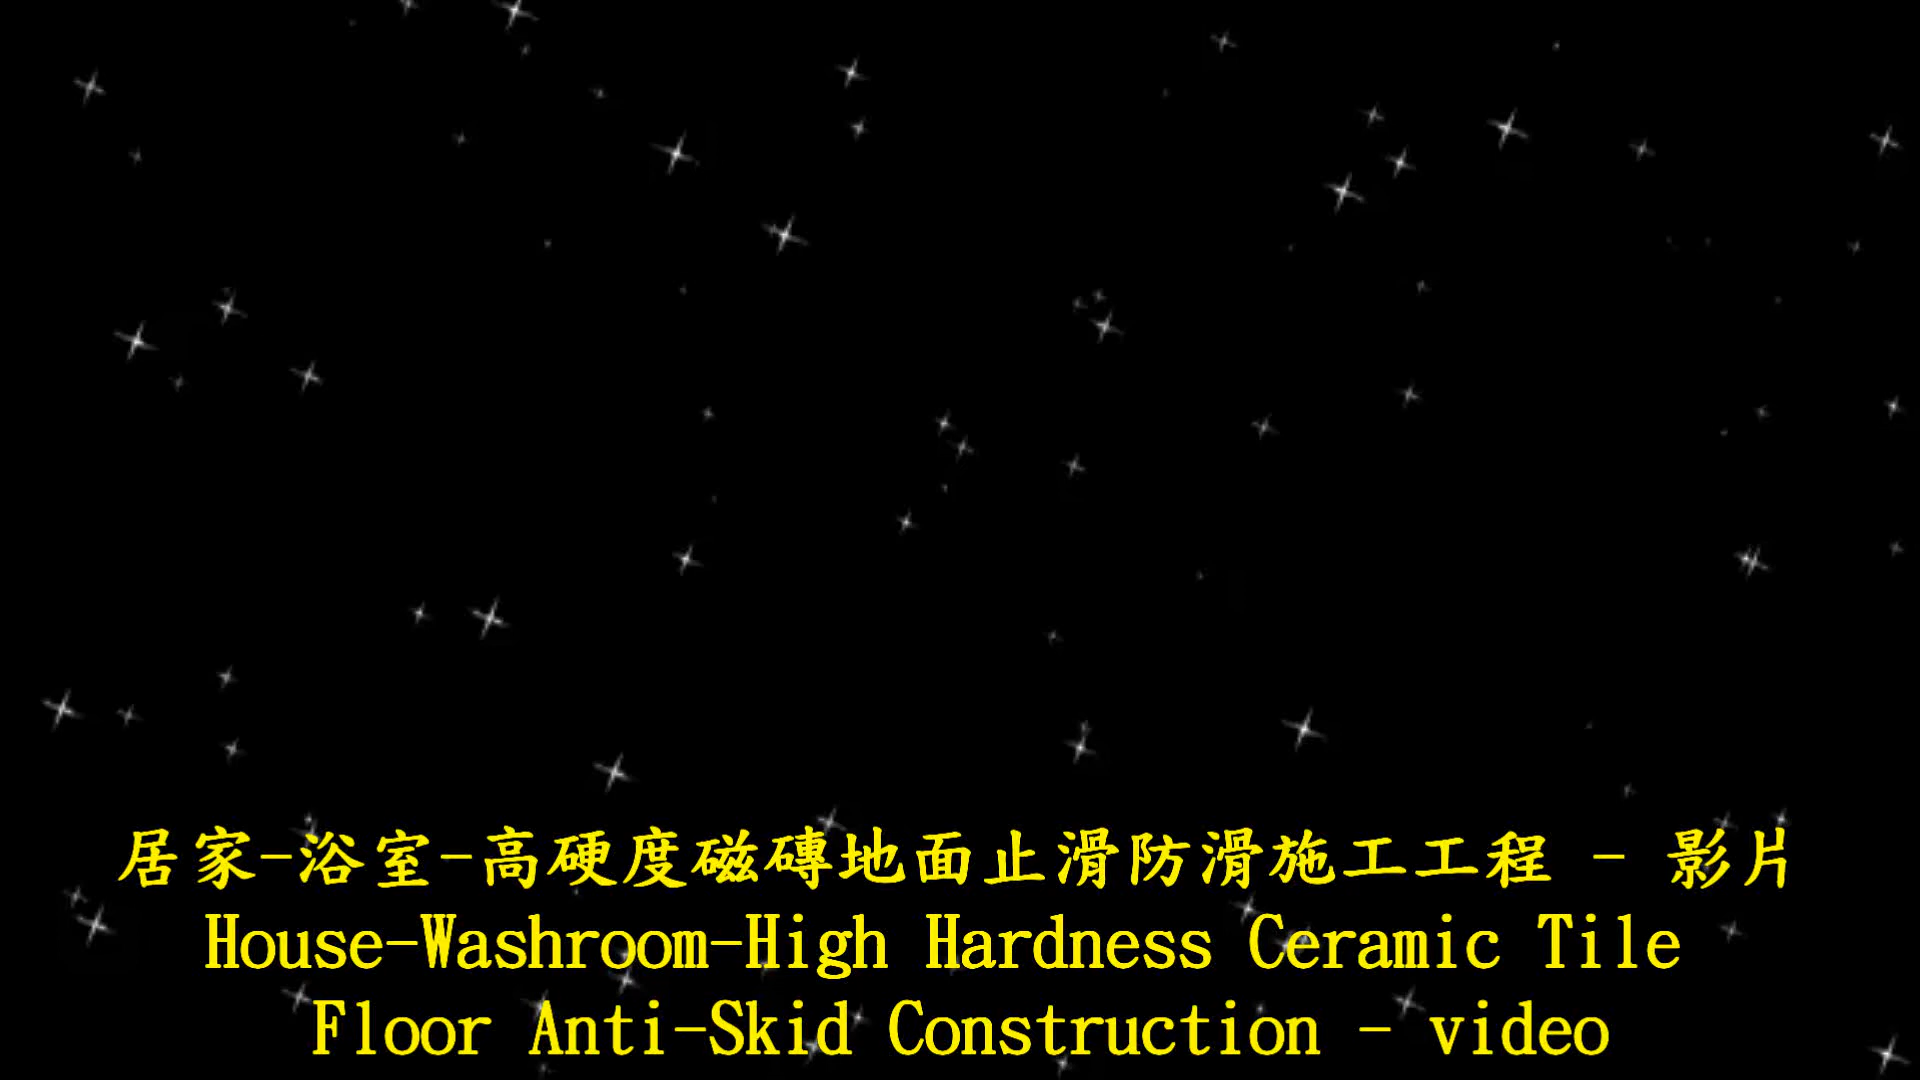 居家-浴室-高硬度磁磚地面止滑防滑施工工程 - 影片
House-Washroom-High Hardness Ceramic Tile
Floor Anti-Skid Construction - video